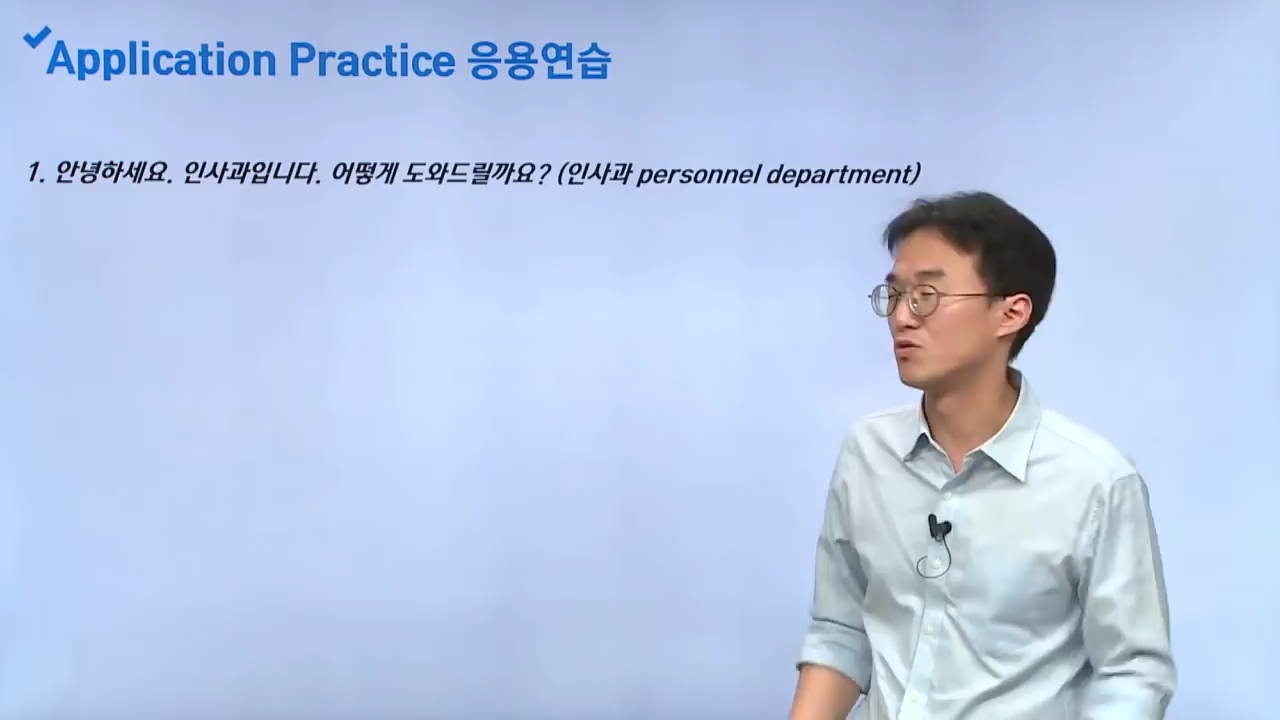 Application Practice 응용연습
1. 안녕하세요. 인사과입니다. 어떻게 도와드릴까요? (인사과 personnel department)